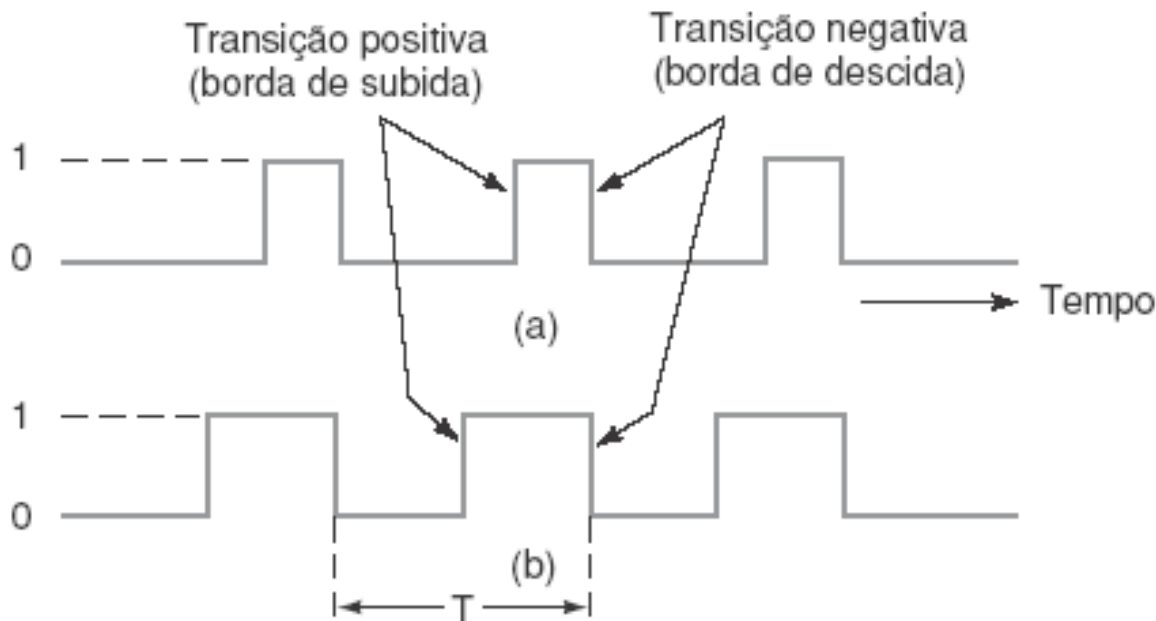 Transição positiva
(borda de subida)
Transição negativa
(borda de descida)
1
0
Tempo
(a)
1
0
(b)
T